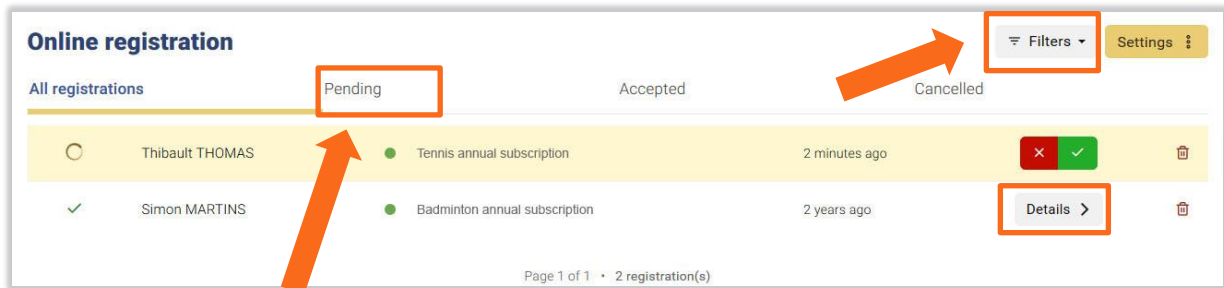 Online registration
Filters
Settings
All registrations Pending Accepted Cancelled
Thibault THOMAS Tennis annual subscription 2 minutes ago
Simon MARTINS Badminton annual subscription 2 years ago Details
Page 1 of 1 • 2 registration(s)